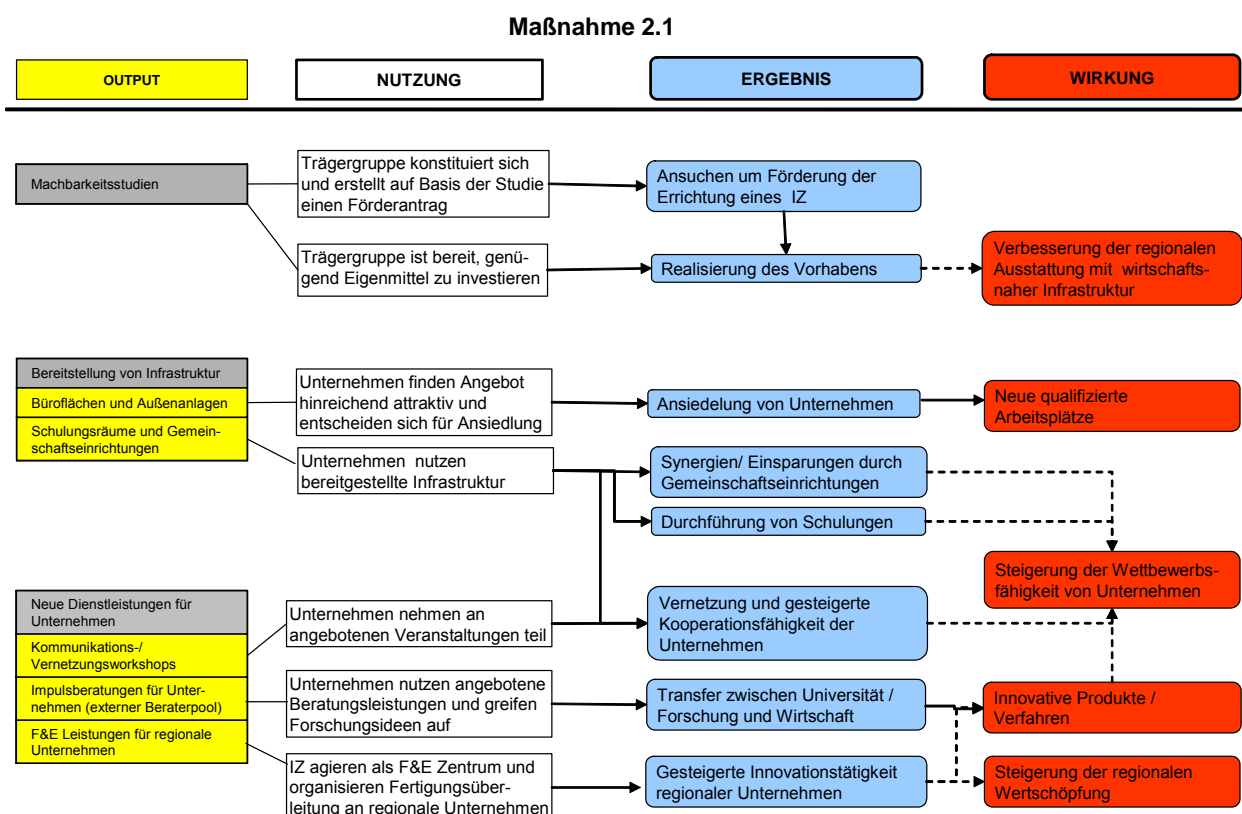 Maßnahme 2.1
OUTPUT
NUTZUNG
ERGEBNIS
WIRKUNG
Machbarkeitsstudien
Trägergruppe konstituiert sich
und erstellt auf Basis der Studie
einen Förderantrag
Ansuchen um Förderung der
Errichtung eines IZ
Trägergruppe ist bereit, genü-
gend Eigenmittel zu investieren
Realisierung des Vorhabens
Verbesserung der regionalen
Ausstattung mit wirtschafts-
naher Infrastruktur
Bereitstellung von Infrastruktur
Büroflächen und Außenanlagen
Schulungsräume und Gemein-
schaftseinrichtungen
Unternehmen finden Angebot
hinreichend attraktiv und
entscheiden sich für Ansiedlung
Ansiedelung von Unternehmen
Neue qualifizierte
Arbeitsplätze
Unternehmen nutzen
bereitgestellte Infrastruktur
Synergien/ Einsparungen durch
Gemeinschaftseinrichtungen
Durchführung von Schulungen
Steigerung der Wettbewerbs-
fähigkeit von Unternehmen
Neue Dienstleistungen für
Unternehmen
Kommunikations-/
Vernetzungsworkshops
Impulsberatungen für Unter-
nehmen (externer Beraterpool)
F&E Leistungen für regionale
Unternehmen
Unternehmen nehmen an
angebotenen Veranstaltungen teil
Vernetzung und gesteigerte
Kooperationsfähigkeit der
Unternehmen
Unternehmen nutzen angebotene
Beratungsleistungen und greifen
Forschungsideen auf
Transfer zwischen Universität /
Forschung und Wirtschaft
Innovative Produkte /
Verfahren
IZ agieren als F&E Zentrum und
organisieren Fertigungsüber-
leitung an regionale Unternehmen
Gesteigerte Innovationstätigkeit
regionaler Unternehmen
Steigerung der regionalen
Wertschöpfung